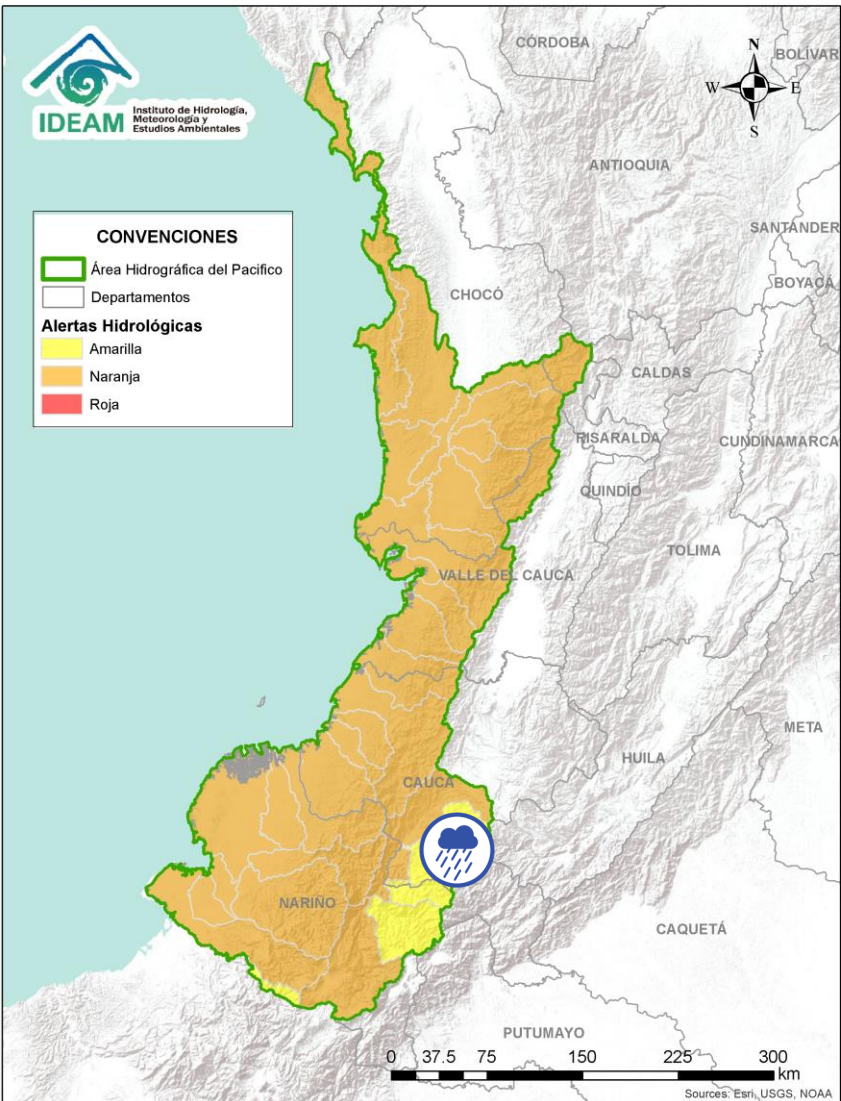 IDEAM
Instituto de Hidrología,
Meteorología y
Estudios Ambientales
CÓRDOBA
BOLIVAR
N
W
E
S
ANTIOQUIA
SANTANDER
BOYACÁ
CONVENCIONES
Área Hidrográfica del Pacifico
Departamentos
Alertas Hidrológicas
Amarilla
Naranja
Roja
CHOCÓ
CALDAS
RISARALDA
CUNDINAMARCA
QUINDÍO
TOLIMA
VALLE DEL CAUCA
META
HUILA
CAUCA
NARIÑO
CAQUETÁ
PUTUMAYO
0 37.5 75 150 225 300
km
Sources: Esri, USGS, NOAA